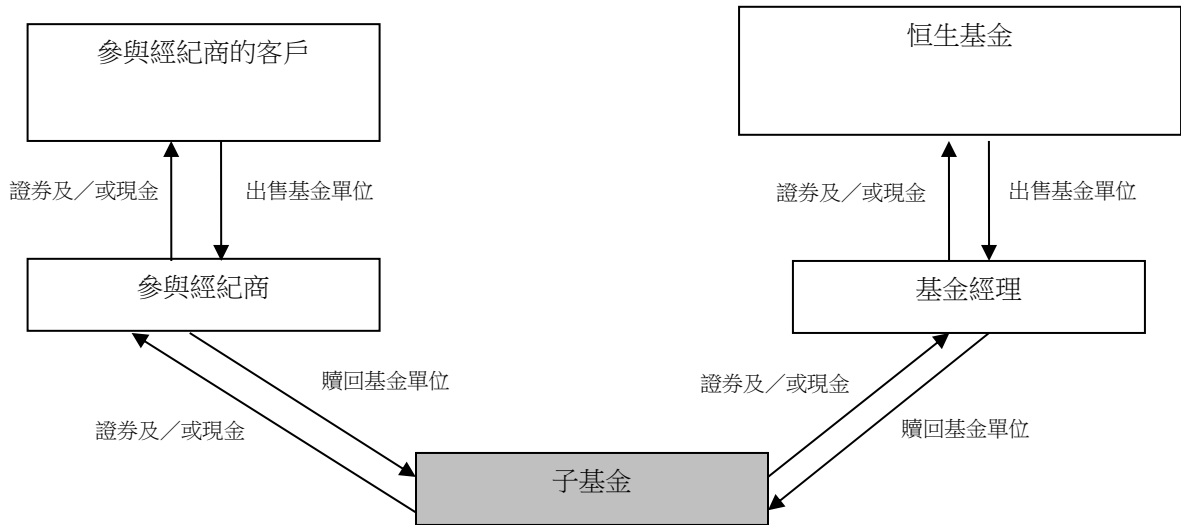 參與經紀商的客戶
恒生基金
證券及／或現金
出售基金單位
證券及／或現金
出售基金單位
參與經紀商
基金經理
贖回基金單位
證券及／或現金
證券及／或現金
贖回基金單位
子基金